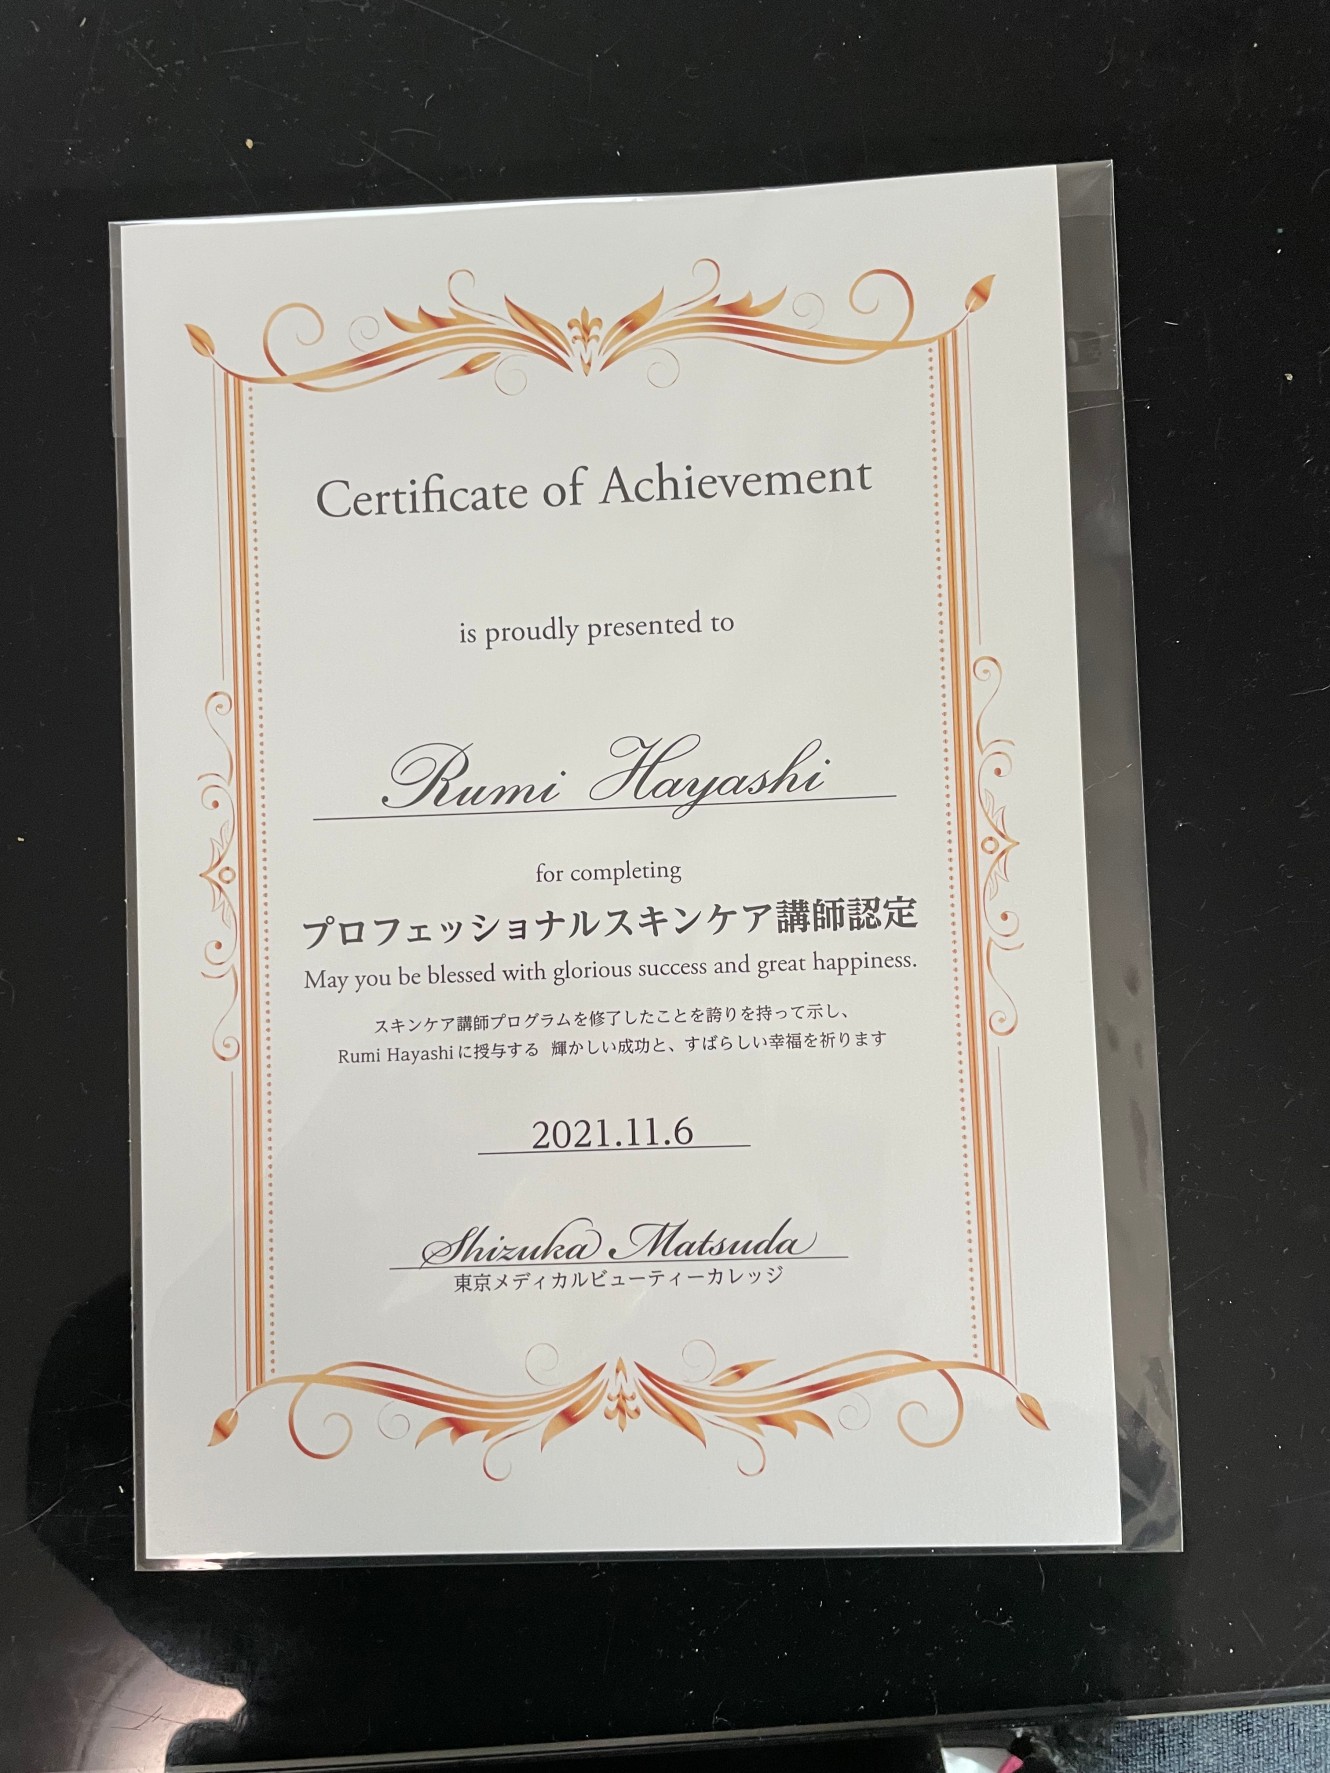 Certificate of Achievement
is proudly presented to
Rumi Hayashi
for completing
プロフェッショナルスキンケア講師認定
May you be blessed with glorious success and great happiness.
スキンケア講師プログラムを修了したことを誇りを持って示し、
Rumi Hayashiに授与する 輝かしい成功と、すばらしい幸福を祈ります
2021.11.6
Shizuka Matsuda
東京メディカルビューティーカレッジ